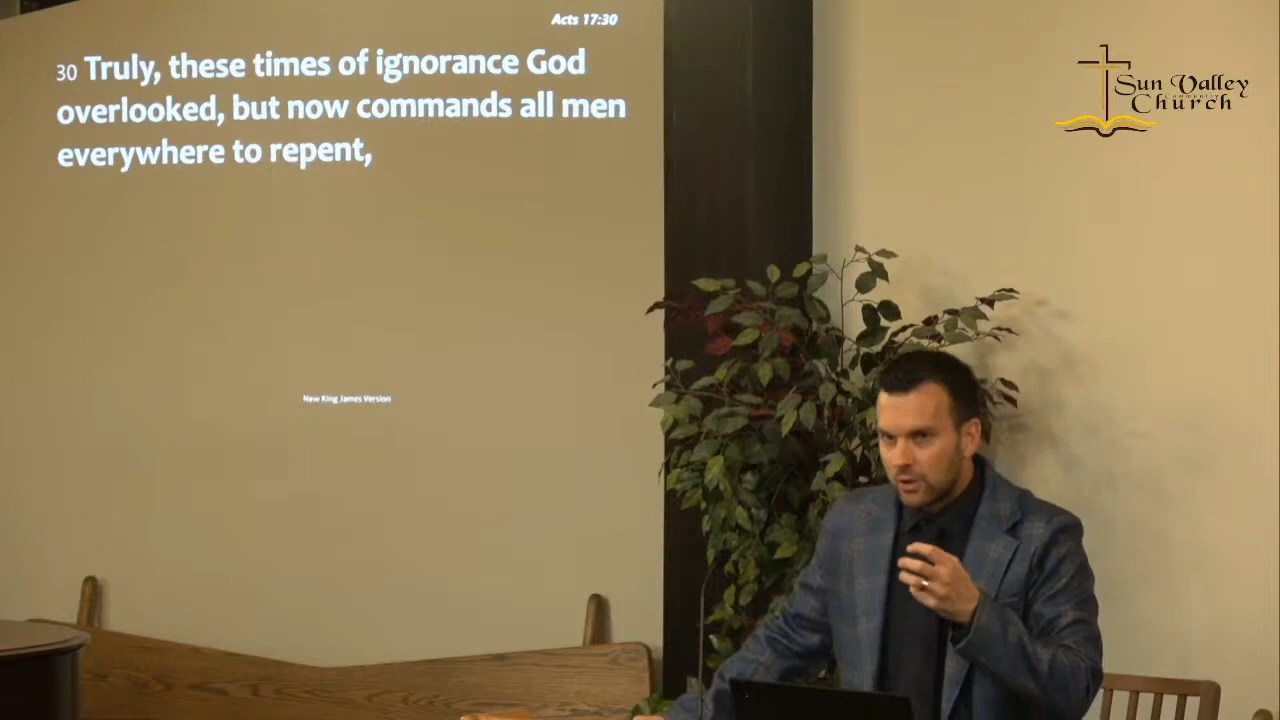 Acts 17:30
30 Truly, these times of ignorance God
overlooked, but now commands all men
everywhere to repent,
New King James Version
Sun Valley
Community
Church